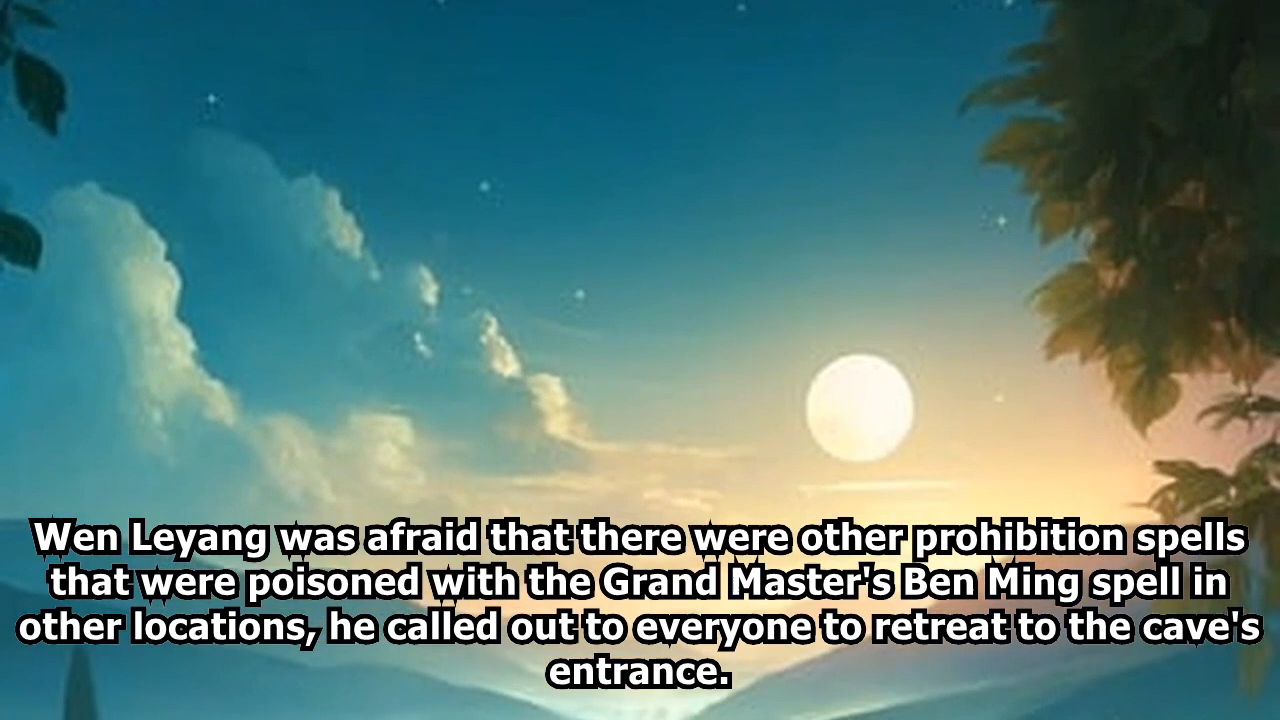 Wen Leyang was afraid that there were other prohibition spells
that were poisoned with the Grand Master's Ben Ming spell in
other locations, he called out to everyone to retreat to the cave's
entrance.